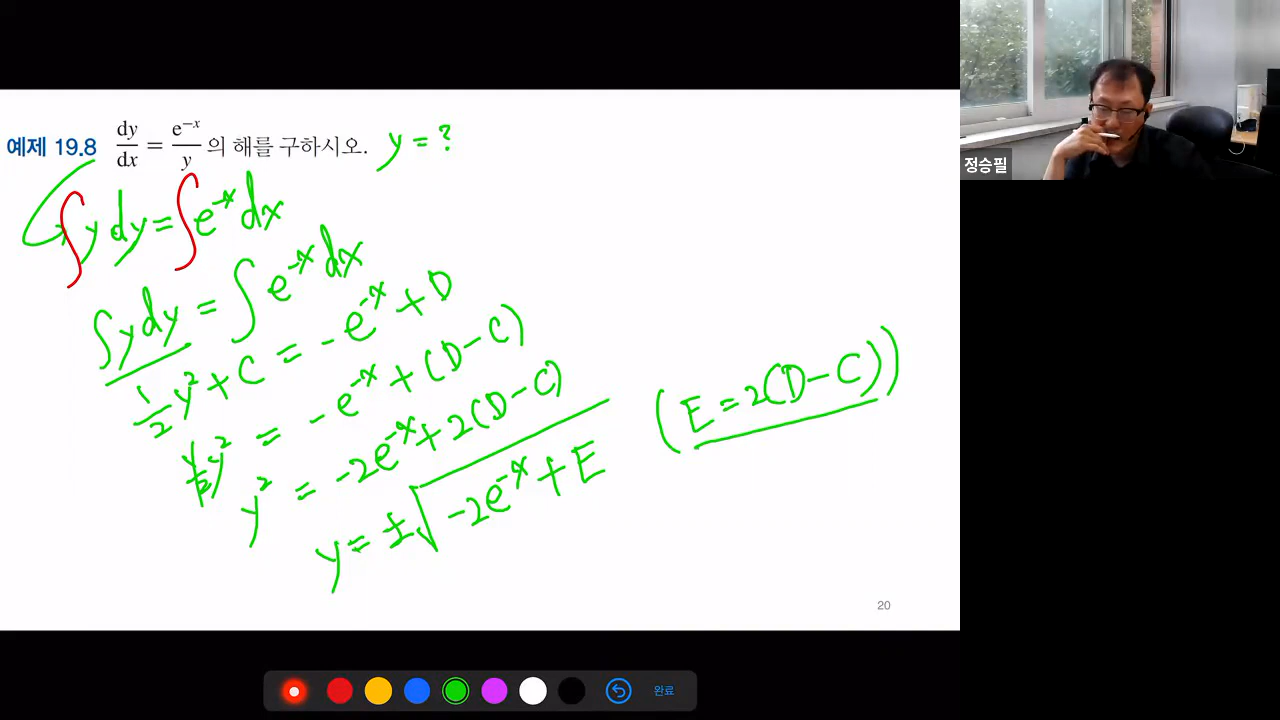 예제 19.8 dy/dx = e^-x/y 의 해를 구하시오. y = ?
∫y dy = ∫e^-x dx
∫y dy = ∫e^-x dx
1/2 y² + C = -e^-x + D
1/2 y² = -e^-x + (D-C)
y² = -2e^-x + 2(D-C)
y = ±√(-2e^-x + E) (E = 2(D-C))
20
완료
정승필